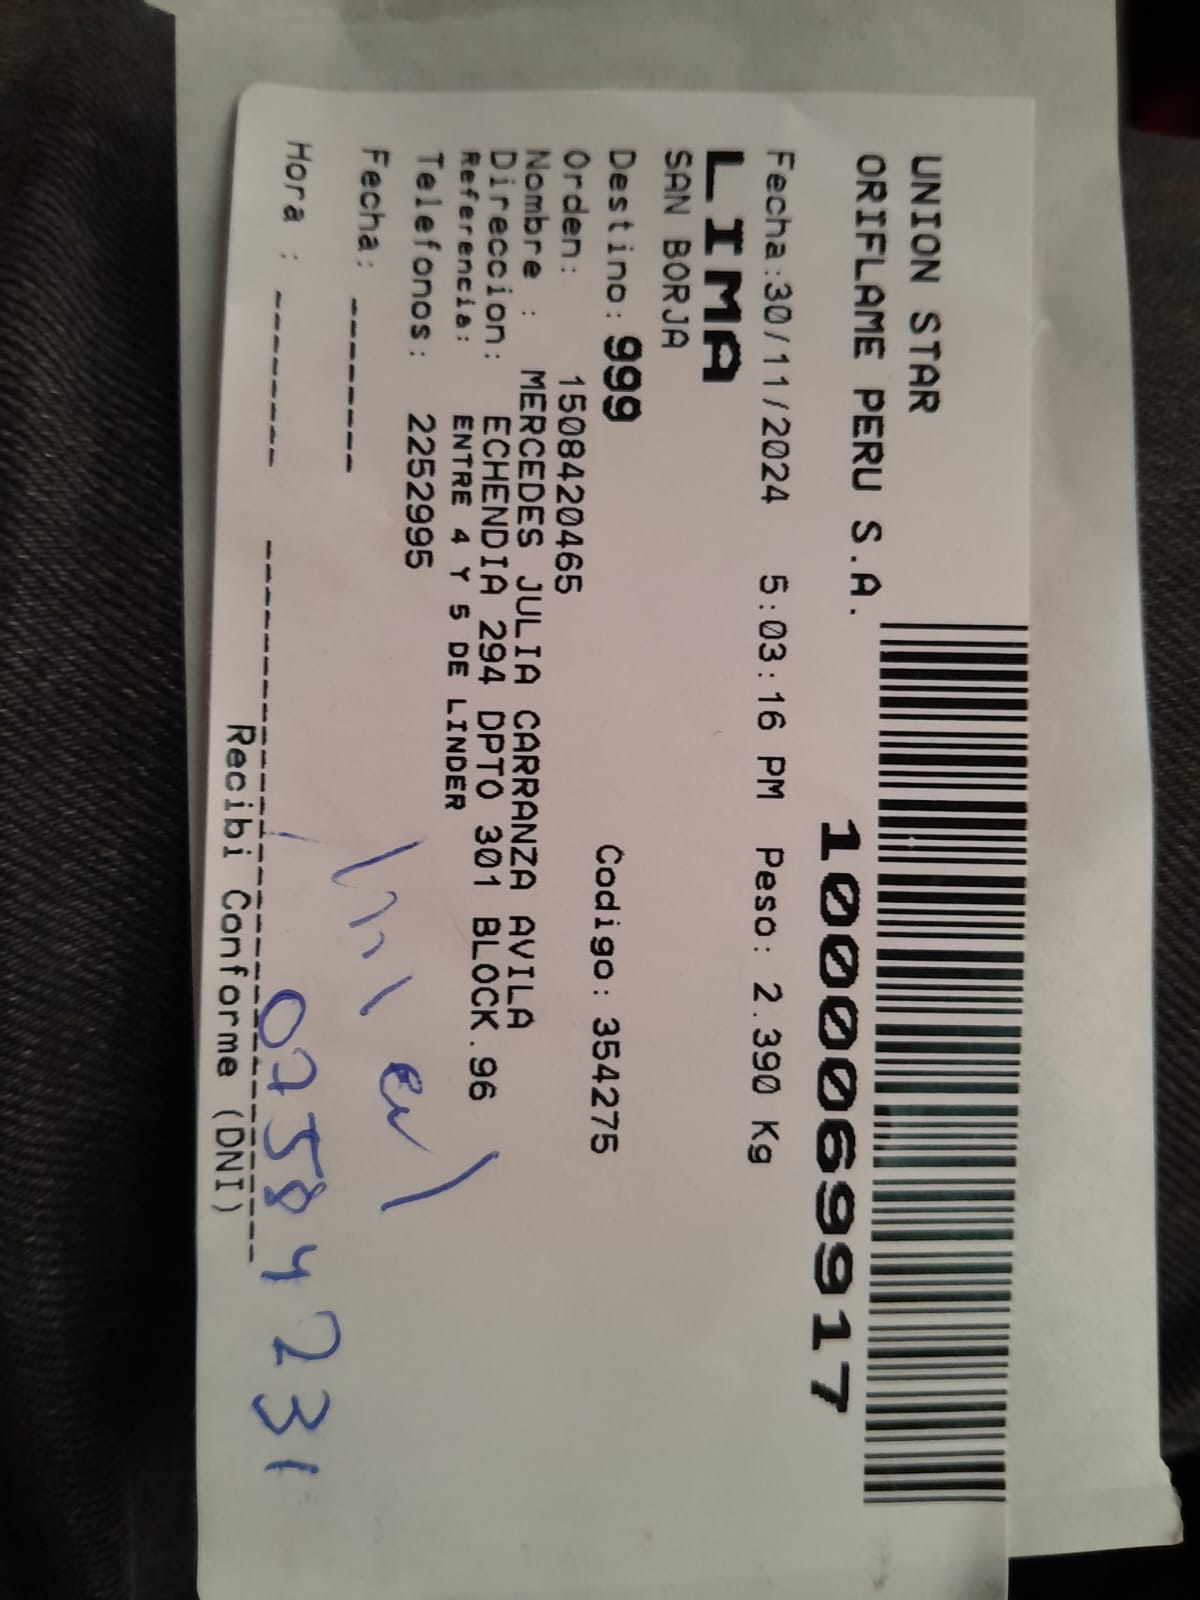 UNION STAR
ORIFLAME PERU S.A.
10000699917
Fecha:30/11/2024 5:03:16 PM Peso: 2.390 Kg
LIMA
SAN BORJA
Destino: 999 Codigo: 354275
Orden: 1508420465
Nombre : MERCEDES JULIA CARRANZA AVILA
Direccion: ECHENDIA 294 DPTO 301 BLOCK.96
Referencia: ENTRE 4 Y 5 DE LINDER
Telefonos: 2252995
Fecha: -------
Hora : -------
07584231
Recibi Conforme (DNI)